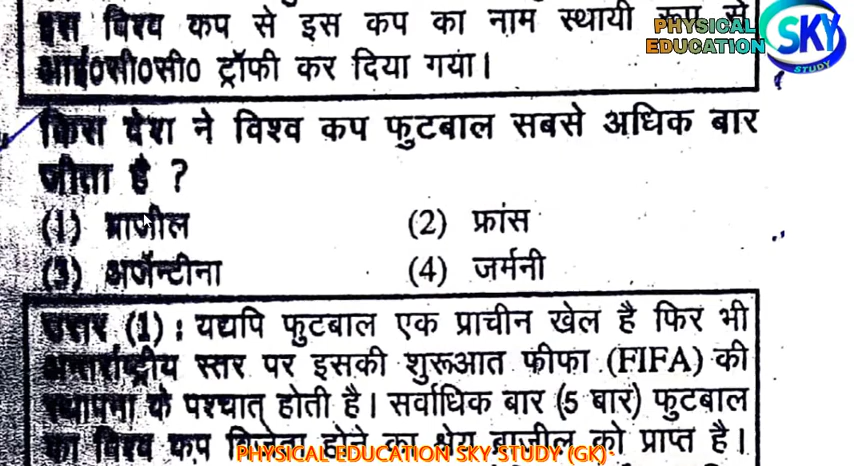 इस विश्व कप से इस कप का नाम स्थायी रूप से
आई०सी०सी० ट्रॉफी कर दिया गया।
PHYSICAL
EDUCATION
SKY
STUDY
किस देश ने विश्व कप फुटबाल सबसे अधिक बार
जीता है ?
(1) ब्राजील (2) फ्रांस
(3) अर्जेन्टीना (4) जर्मनी
उत्तर (1) : यद्यपि फुटबाल एक प्राचीन खेल है फिर भी
अन्तर्राष्ट्रीय स्तर पर इसकी शुरूआत फीफा (FIFA) की
स्थापना के पश्चात् होती है। सर्वाधिक बार (5 बार) फुटबाल
का विश्व कप विजेता होने का श्रेय ब्राजील को प्राप्त है।
PHYSICAL EDUCATION SKY STUDY (GK)